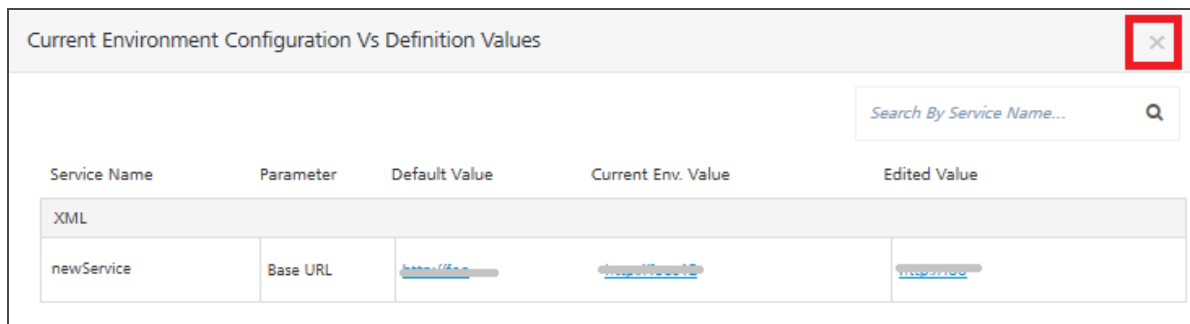 Current Environment Configuration Vs Definition Values
Search By Service Name...
Service Name Parameter Default Value Current Env. Value Edited Value
XML
newService Base URL